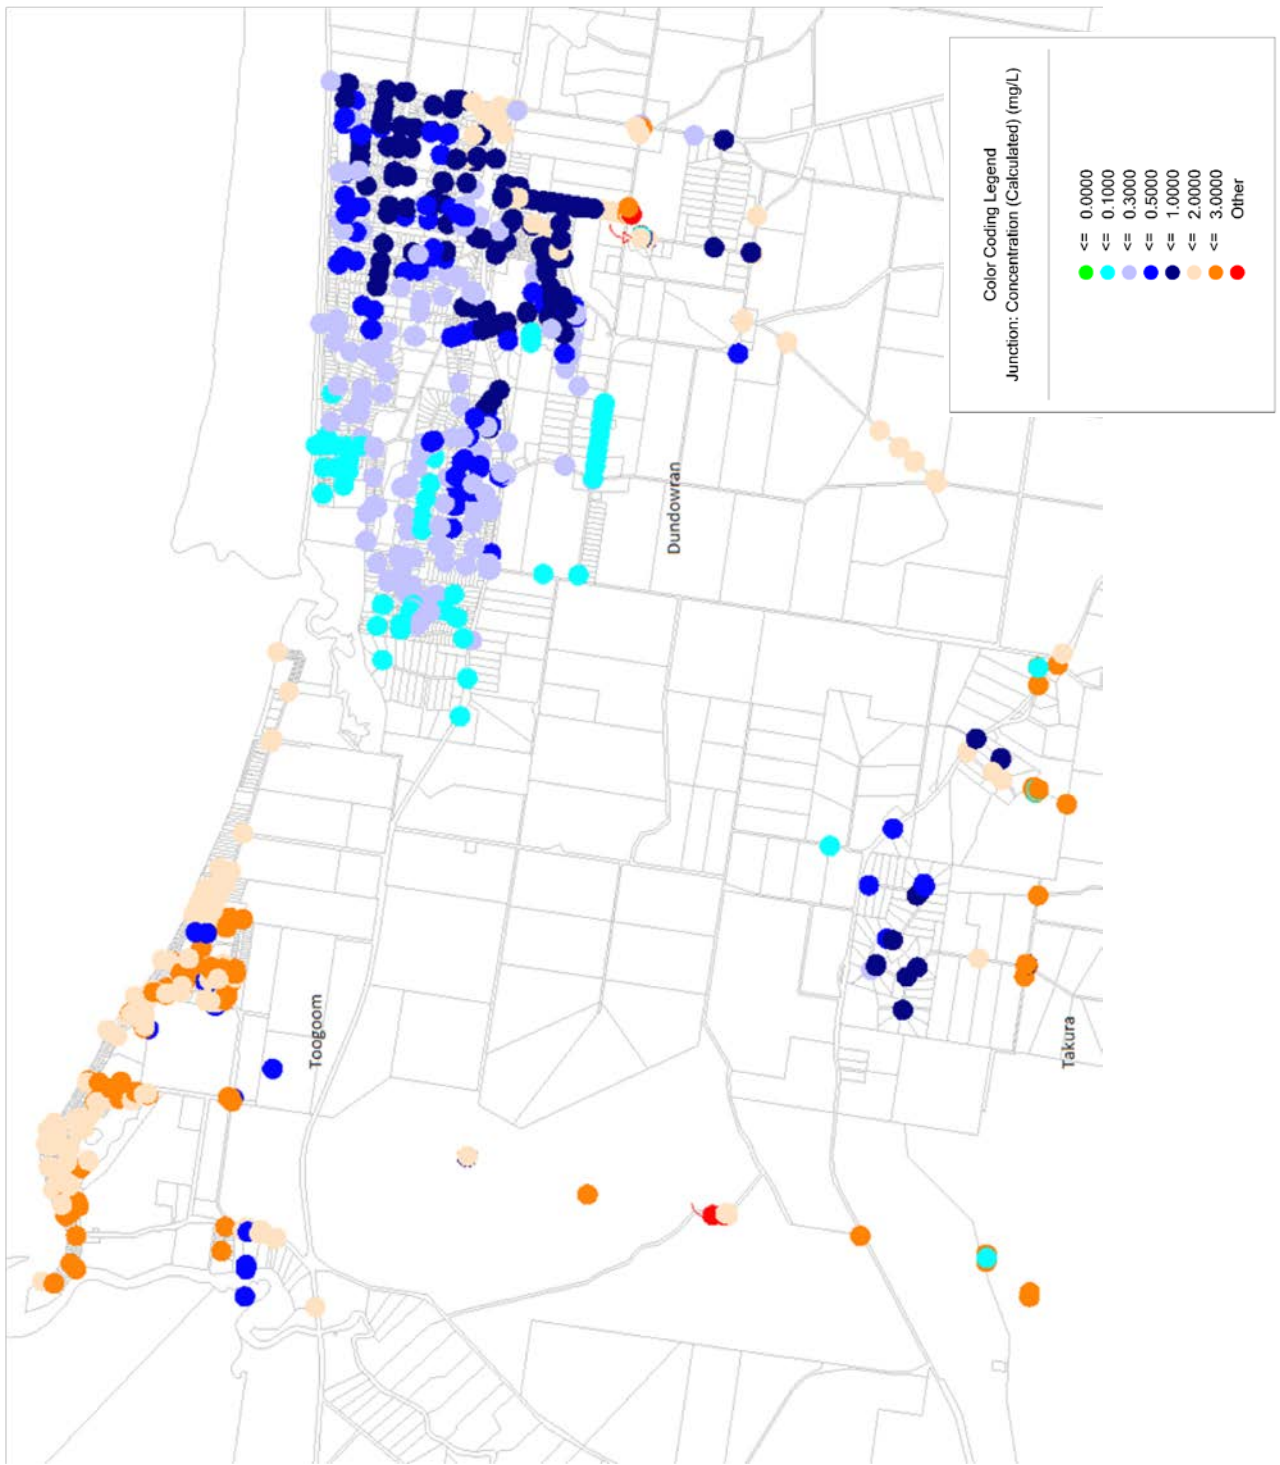 Color Coding Legend
Junction: Concentration (Calculated) (mg/L)
<= 0.0000
<= 0.1000
<= 0.3000
<= 0.5000
<= 1.0000
<= 2.0000
<= 3.0000
Other
Dundowran
Toogoom
Takura